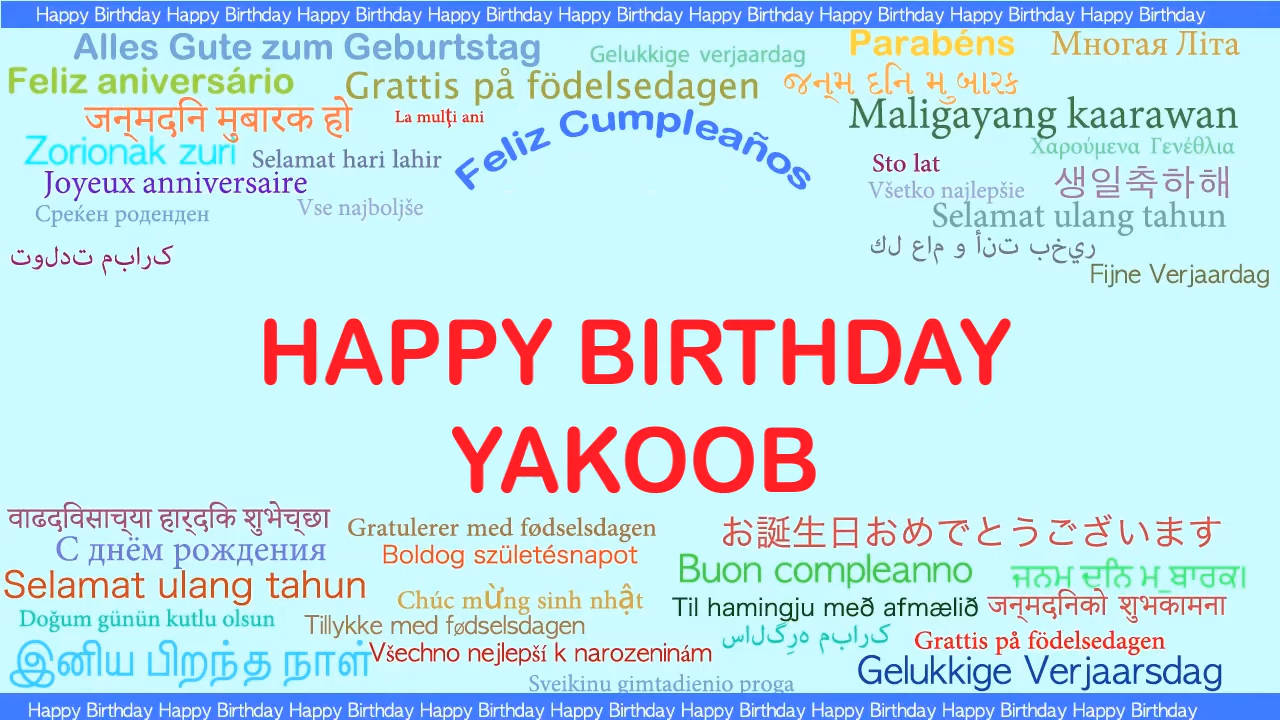 Happy Birthday Happy Birthday Happy Birthday Happy Birthday Happy Birthday Happy Birthday Happy Birthday Happy Birthday Happy Birthday
Alles Gute zum Geburtstag
Gelukkige verjaardag
Parabéns
Многая Літа
Feliz aniversário
Grattis på födelsedagen
જન્મ દનિ મુ બારક
जन्मदनि मुबारक हो
La mulţi ani
Feliz Cumpleaños
Maligayang kaarawan
Zorionak zuri
Selamat hari lahir
Χαρούμενα Γενέθλια
Sto lat
Joyeux anniversaire
Všetko najlepšie
생일축하해
Среќен роденден
Vse najboljše
Selamat ulang tahun
تولدت مبارک
كل عام و أنت بخير
Fijne Verjaardag
HAPPY BIRTHDAY
YAKOOB
वाढदविसाच्या हार्दकि शुभेच्छा
Gratulerer med fødselsdagen
お誕生日おめでとうございます
С днём рождения
Boldog születésnapot
Buon compleanno
ਜਨਮ ਦਨਿ ਮੁਬਾਰਕ।
Selamat ulang tahun
Chúc mừng sinh nhật
Til hamingju með afmælið
जन्मदनिको शुभकामना
Doğum günün kutlu olsun
Tillykke med fødselsdagen
سالگرہ مبارک
Grattis på födelsedagen
இனிய பிறந்த நாள்
Všechno nejlepší k narozeninám
Gelukkige Verjaarsdag
Sveikinu gimtadienio proga
Happy Birthday Happy Birthday Happy Birthday Happy Birthday Happy Birthday Happy Birthday Happy Birthday Happy Birthday Happy Birthday